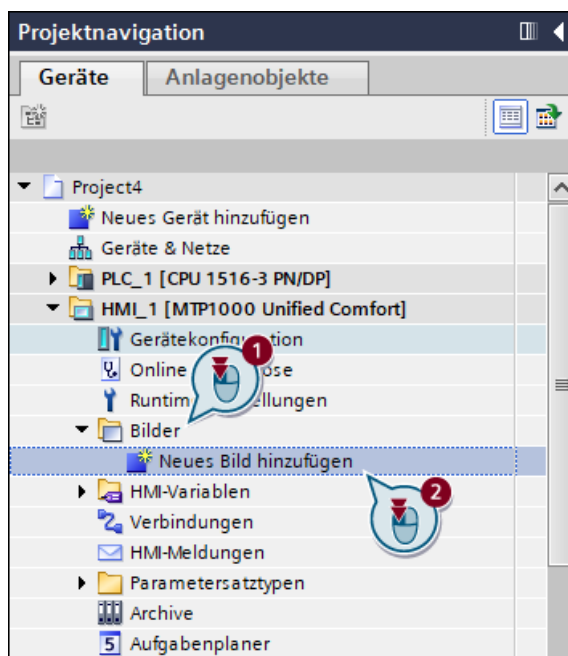 Projektnavigation
Geräte Anlagenobjekte
Project4
Neues Gerät hinzufügen
Geräte & Netze
PLC_1 [CPU 1516-3 PN/DP]
HMI_1 [MTP1000 Unified Comfort]
Gerätekonfiguration
1
Online
Bilder
Neues Bild hinzufügen
HMI-Variablen
2
Verbindungen
HMI-Meldungen
Parametersatztypen
Archive
5 Aufgabenplaner